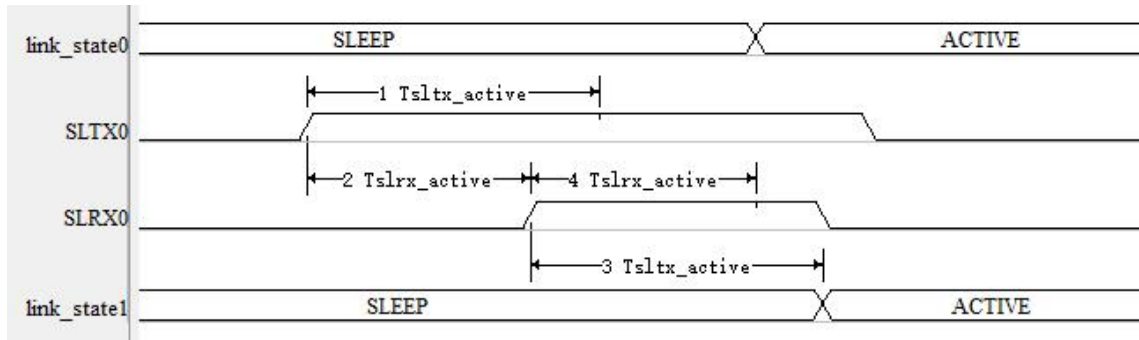 link_state0 SLEEP ACTIVE
1 Tsltx_active
SLTX0
2 Tslrx_active 4 Tslrx_active
SLRX0
3 Tsltx_active
link_state1 SLEEP ACTIVE